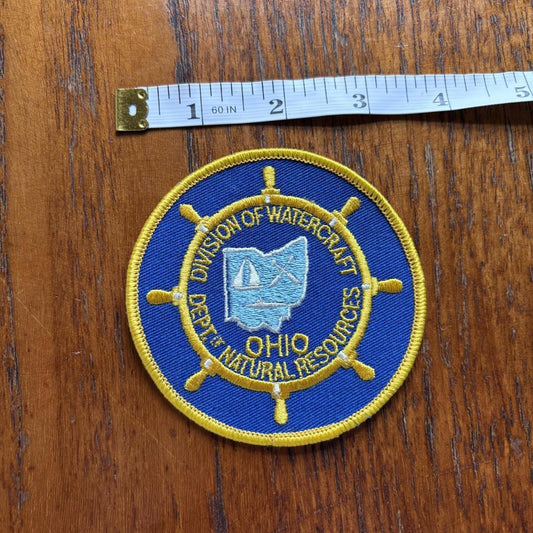 1 60 IN 2 3 4 5
DIVISION OF WATERCRAFT
OHIO
DEPT. OF NATURAL RESOURCES